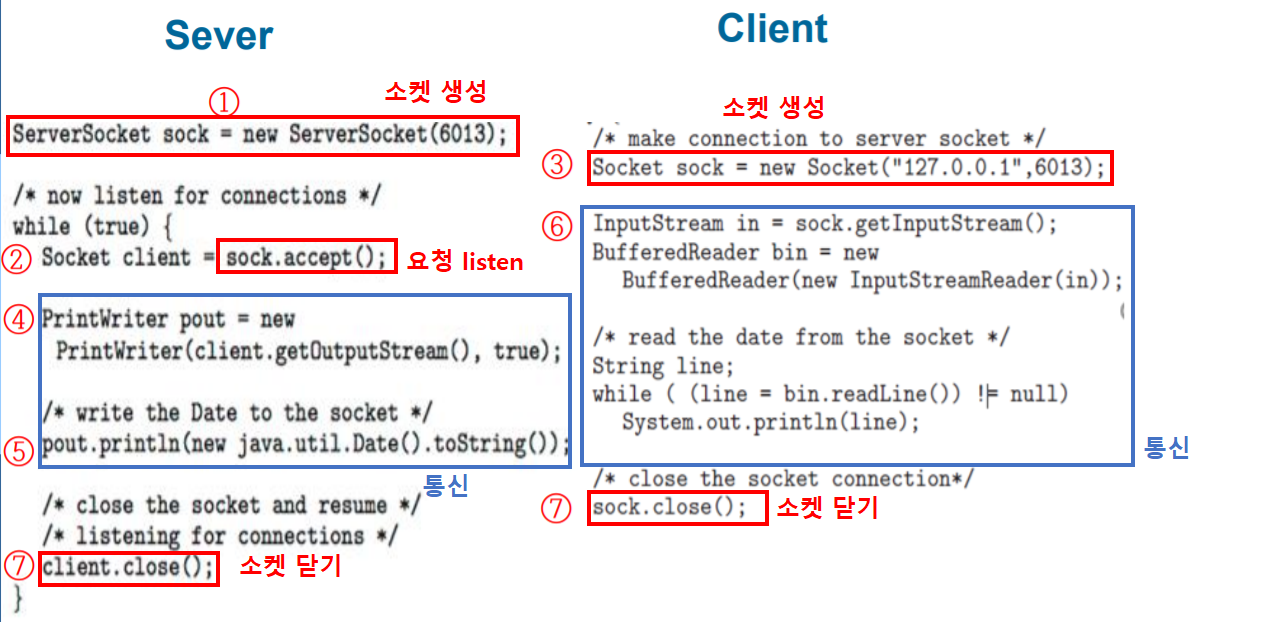 Sever
① 소켓 생성
ServerSocket sock = new ServerSocket(6013);
/* now listen for connections */
while (true) {
② Socket client = sock.accept(); 요청 listen
④ PrintWriter pout = new
PrintWriter(client.getOutputStream(), true);
/* write the Date to the socket */
⑤ pout.println(new java.util.Date().toString());
통신
/* close the socket and resume */
/* listening for connections */
⑦ client.close(); 소켓 닫기
}
Client
소켓 생성
/* make connection to server socket */
③ Socket sock = new Socket("127.0.0.1",6013);
⑥ InputStream in = sock.getInputStream();
BufferedReader bin = new
BufferedReader(new InputStreamReader(in));
/* read the date from the socket */
String line;
while ( (line = bin.readLine()) != null)
System.out.println(line);
통신
/* close the socket connection*/
⑦ sock.close(); 소켓 닫기